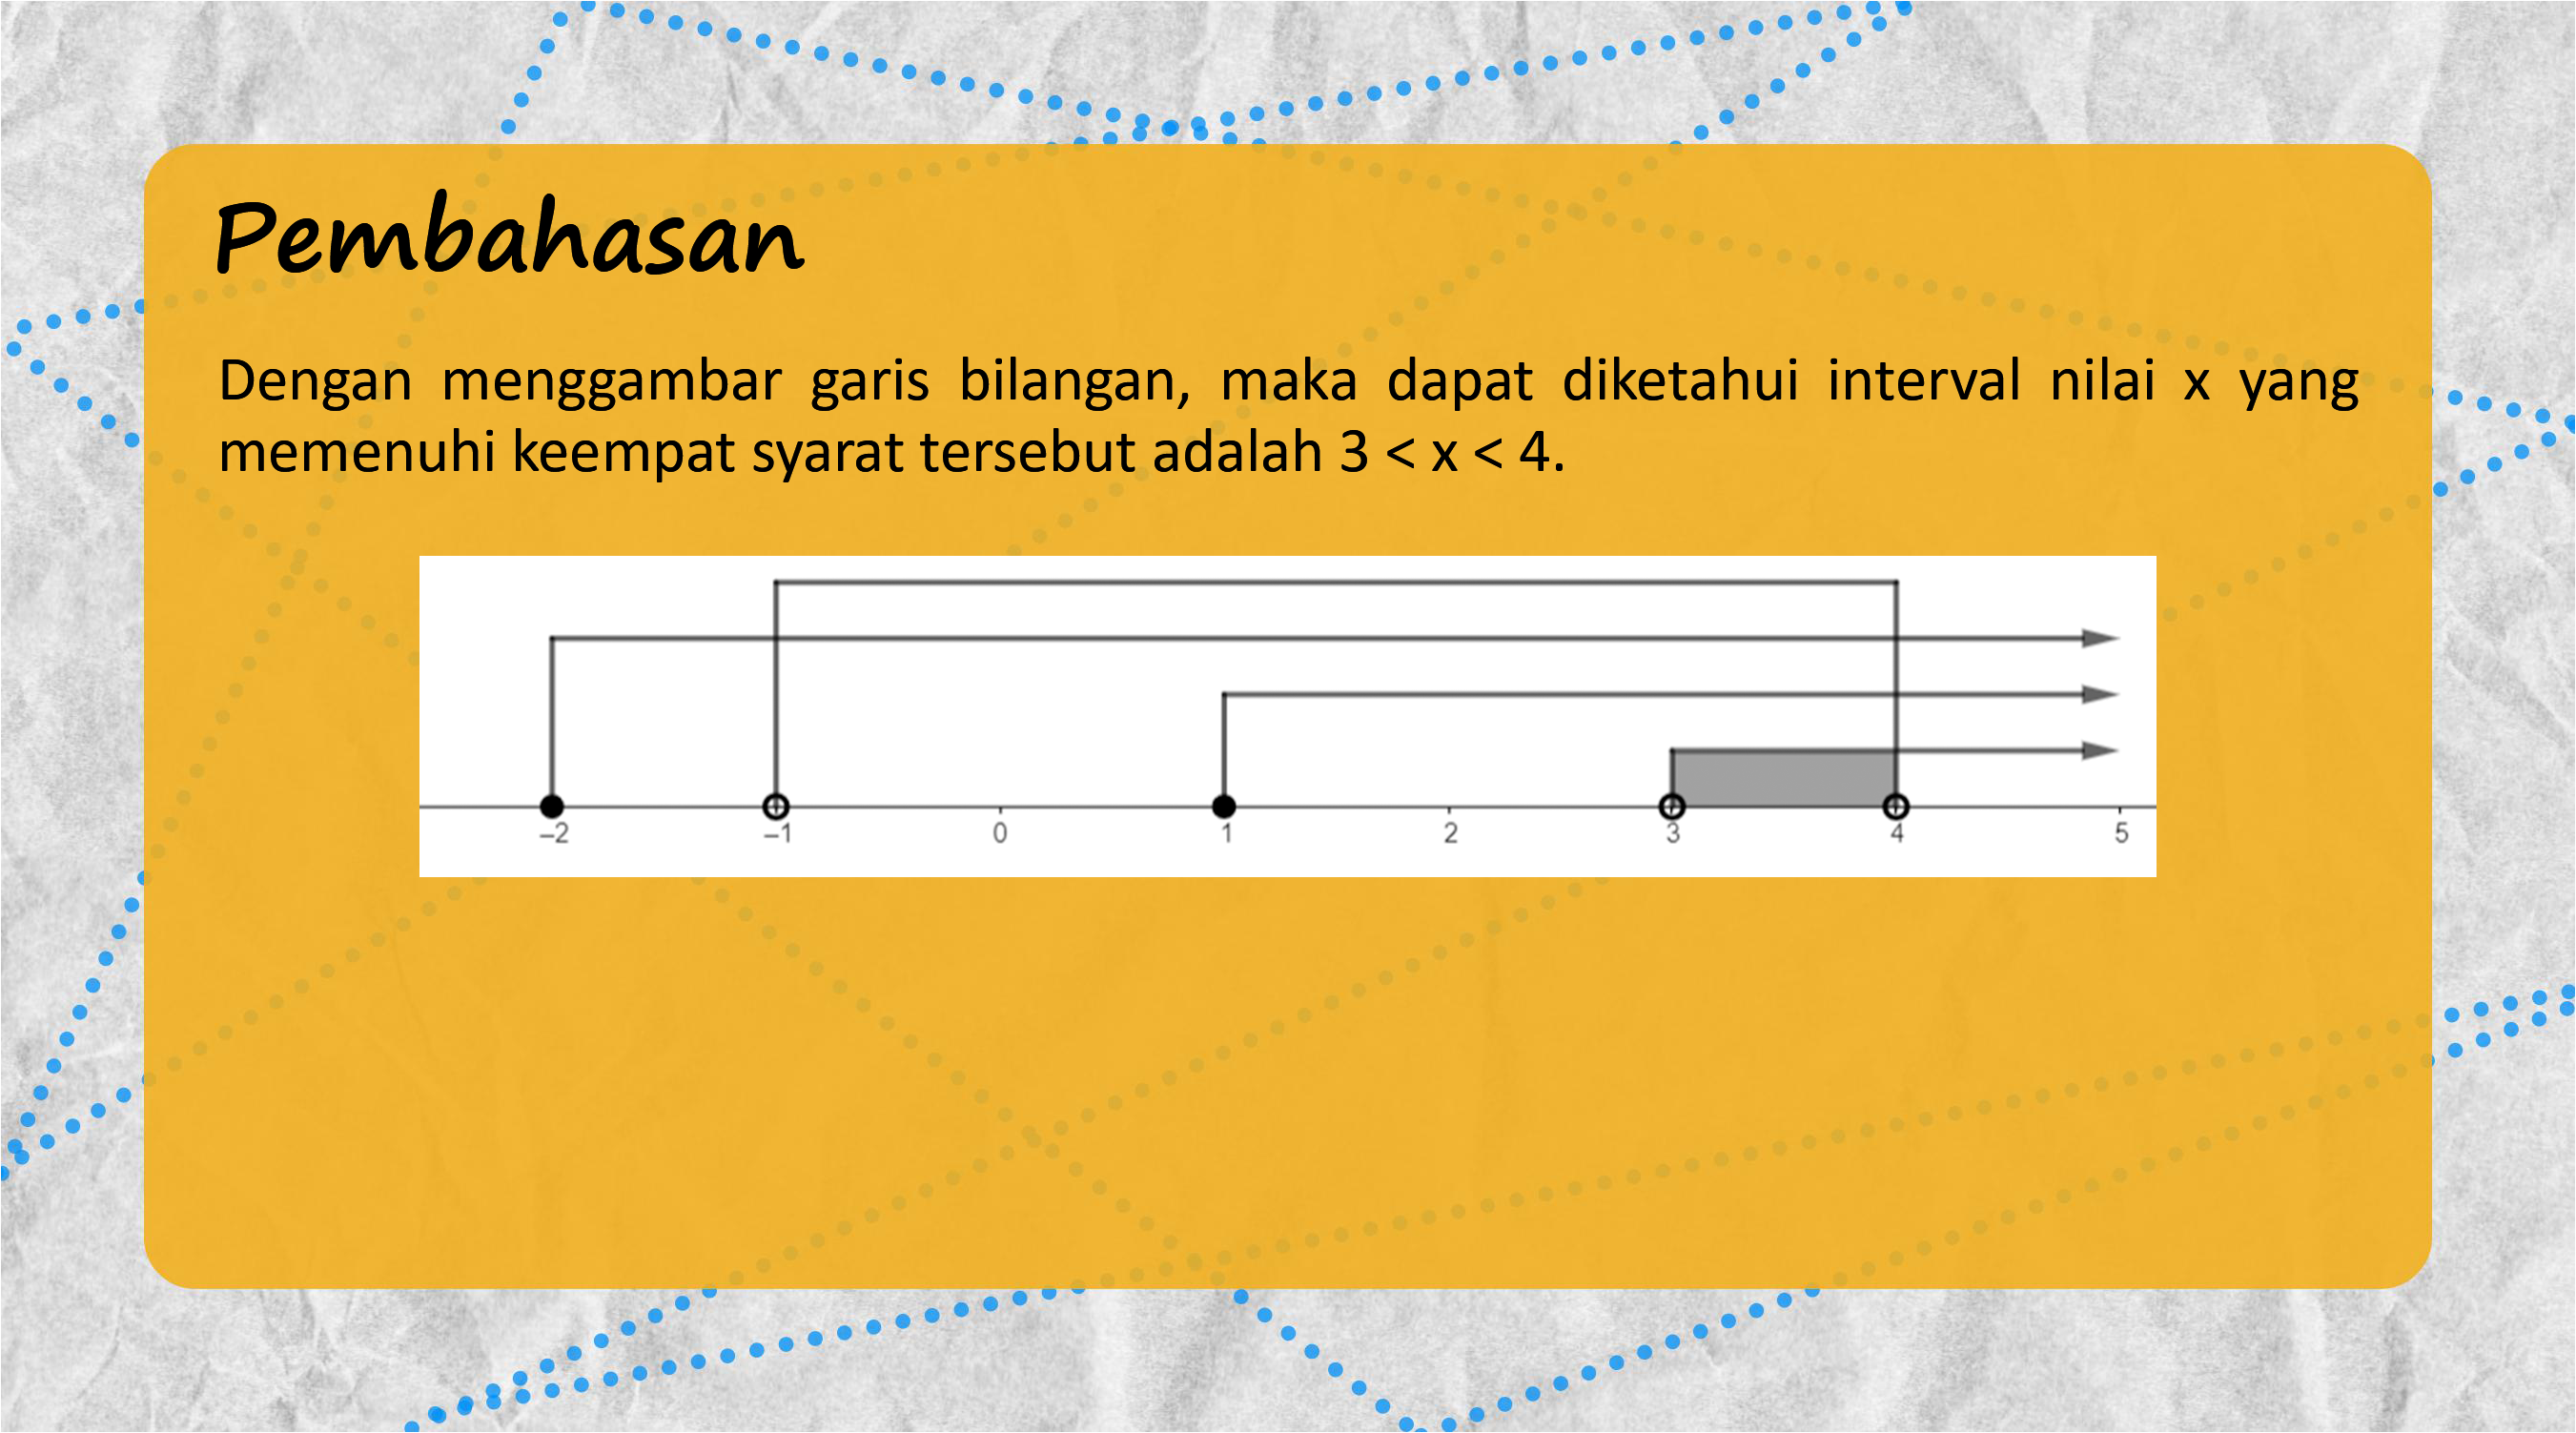 Pembahasan
Dengan menggambar garis bilangan, maka dapat diketahui interval nilai x yang
memenuhi keempat syarat tersebut adalah 3 < x < 4.
–2 –1 0 1 2 3 4 5